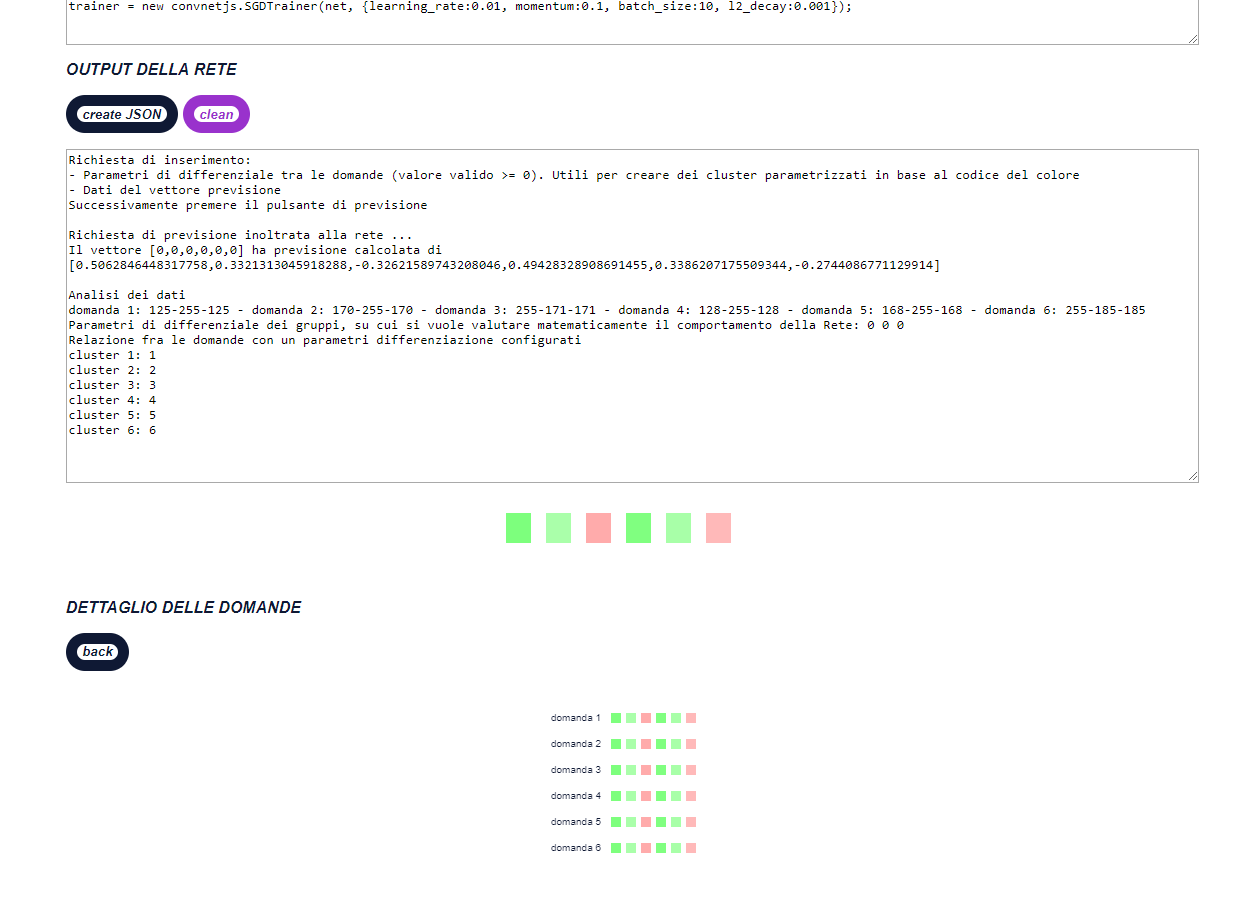 trainer = new convnetjs.SGDTrainer(net, {learning_rate:0.01, momentum:0.1, batch_size:10, l2_decay:0.001});
OUTPUT DELLA RETE
create JSON clean
Richiesta di inserimento:
- Parametri di differenziale tra le domande (valore valido >= 0). Utili per creare dei cluster parametrizzati in base al codice del colore
- Dati del vettore previsione
Successivamente premere il pulsante di previsione
Richiesta di previsione inoltrata alla rete ...
Il vettore [0,0,0,0,0,0] ha previsione calcolata di
[0.5062846448317758,0.3321313045918288,-0.32621589743208046,0.49428328908691455,0.3386207175509344,-0.2744086771129914]
Analisi dei dati
domanda 1: 125-255-125 - domanda 2: 170-255-170 - domanda 3: 255-171-171 - domanda 4: 128-255-128 - domanda 5: 168-255-168 - domanda 6: 255-185-185
Parametri di differenziale dei gruppi, su cui si vuole valutare matematicamente il comportamento della Rete: 0 0 0
Relazione fra le domande con un parametri differenziazione configurati
cluster 1: 1
cluster 2: 2
cluster 3: 3
cluster 4: 4
cluster 5: 5
cluster 6: 6
DETTAGLIO DELLE DOMANDE
back
domanda 1
domanda 2
domanda 3
domanda 4
domanda 5
domanda 6